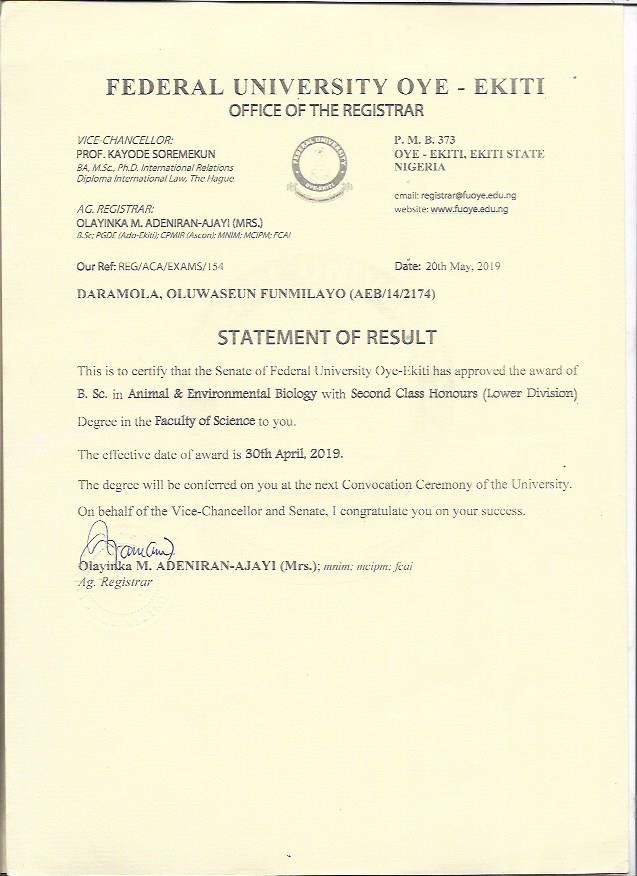 FEDERAL UNIVERSITY OYE - EKITI
OFFICE OF THE REGISTRAR
VICE-CHANCELLOR:
PROF. KAYODE SOREMEKUN
BA, M.Sc., Ph.D. International Relations
Diploma International Law, The Hague
AG. REGISTRAR:
OLAYINKA M. ADENIRAN-AJAYI (MRS.)
B.Sc; PGDE (Ado-Ekiti); CPMIR (Ascon); MNIM; MCIPM; FCAI
FEDERAL UNIVERSITY
OYE-EKITI
P. M. B. 373
OYE - EKITI, EKITI STATE
NIGERIA
email: registrar@fuoye.edu.ng
website: www.fuoye.edu.ng
Our Ref: REG/ACA/EXAMS/154
Date: 20th May, 2019
DARAMOLA, OLUWASEUN FUNMILAYO (AEB/14/2174)
STATEMENT OF RESULT
This is to certify that the Senate of Federal University Oye-Ekiti has approved the award of
B. Sc. in Animal & Environmental Biology with Second Class Honours (Lower Division)
Degree in the Faculty of Science to you.
The effective date of award is 30th April, 2019.
The degree will be conferred on you at the next Convocation Ceremony of the University.
On behalf of the Vice-Chancellor and Senate, I congratulate you on your success.
Olayinka M. ADENIRAN-AJAYI (Mrs.); mnim; mcipm; fcai
Ag. Registrar